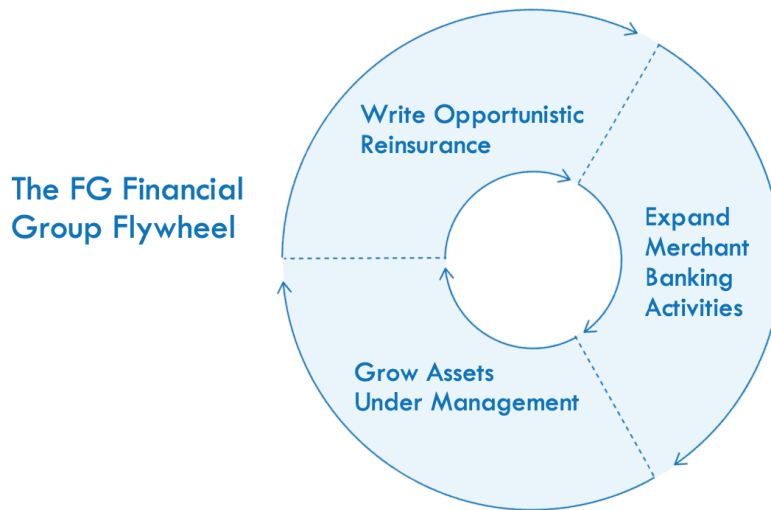 The FG Financial
Group Flywheel
Write Opportunistic
Reinsurance
Expand
Merchant
Banking
Activities
Grow Assets
Under Management